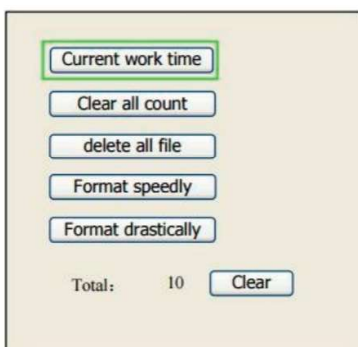 Current work time
Clear all count
delete all file
Format speedly
Format drastically
Total： 10 Clear